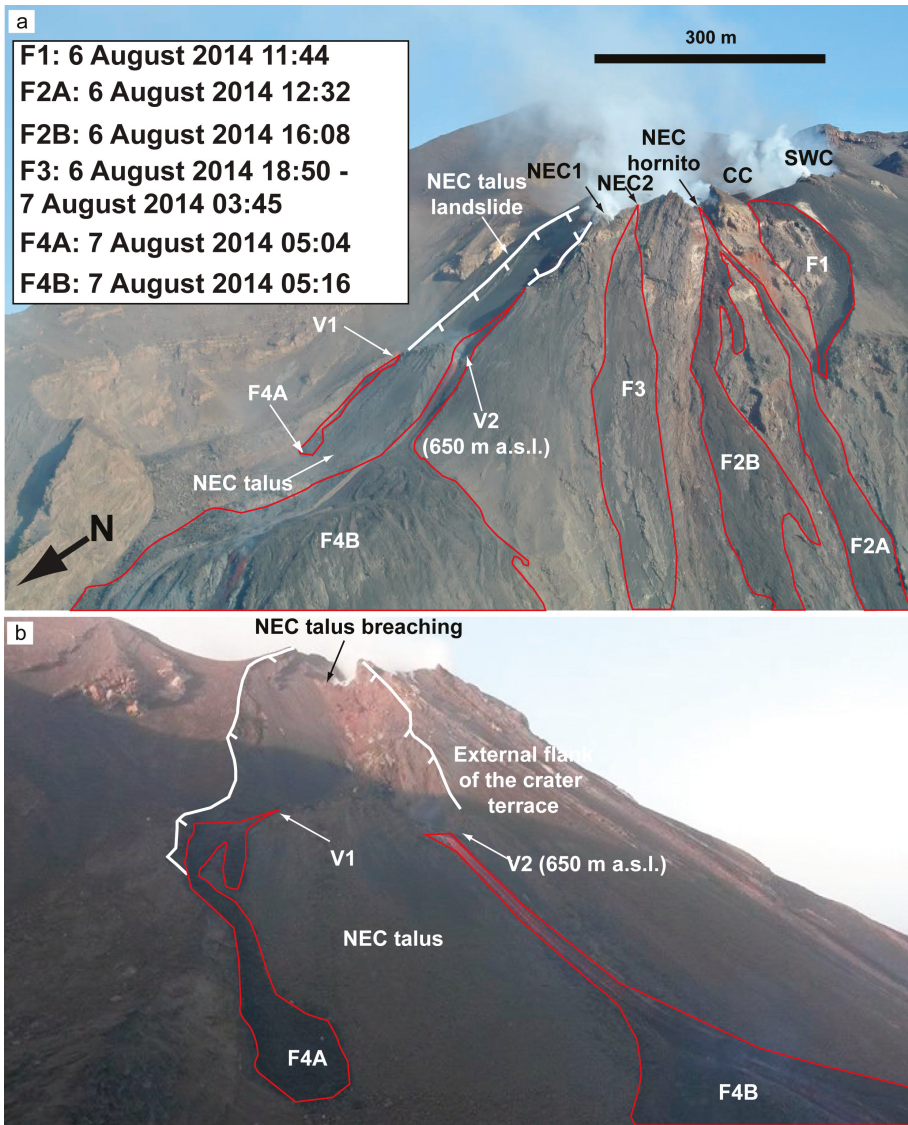 a
F1: 6 August 2014 11:44
F2A: 6 August 2014 12:32
F2B: 6 August 2014 16:08
F3: 6 August 2014 18:50 -
7 August 2014 03:45
F4A: 7 August 2014 05:04
F4B: 7 August 2014 05:16
300 m
NEC talus
landslide
NEC1
NEC2
NEC
hornito
CC
SWC
F1
V1
F4A
NEC talus
V2
(650 m a.s.l.)
F3
F2B
F2A
F4B
N
b
NEC talus breaching
External flank
of the crater
terrace
V1
V2 (650 m a.s.l.)
NEC talus
F4A
F4B